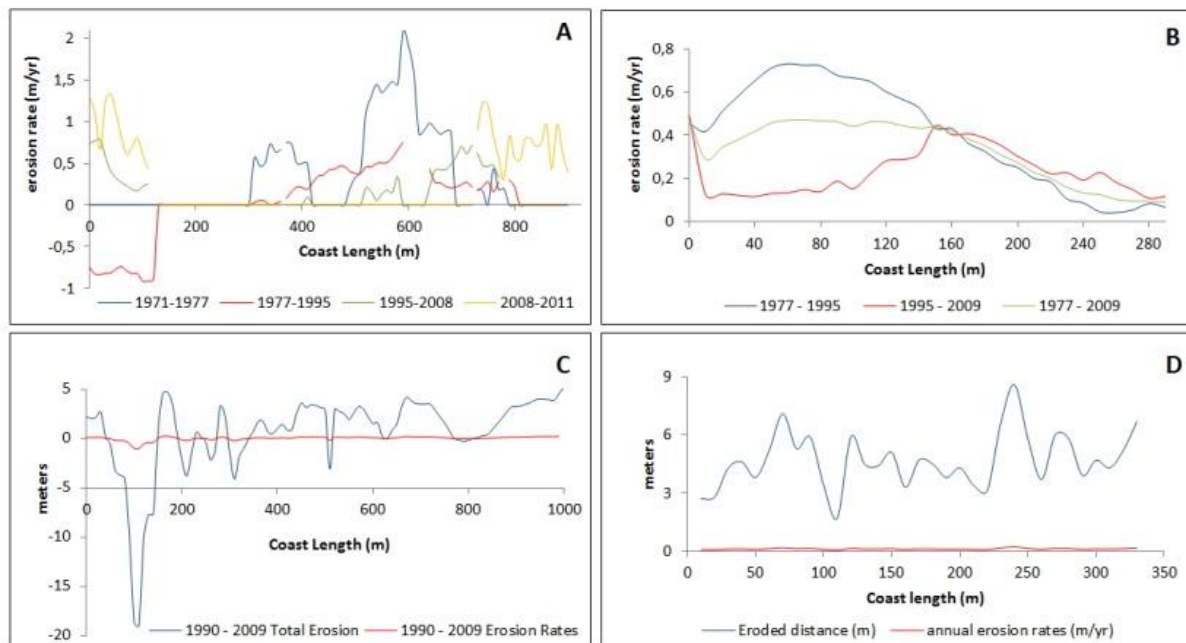 A
erosion rate (m/yr)
2
1,5
1
0,5
0
-0,5
-1
0 200 400 600 800
Coast Length (m)
1971-1977 1977-1995 1995-2008 2008-2011
B
erosion rate (m/yr)
0,8
0,6
0,4
0,2
0
0 40 80 120 160 200 240 280
Coast Length (m)
1977 - 1995 1995 - 2009 1977 - 2009
C
meters
5
0
-5
-10
-15
-20
0 200 400 600 800 1000
Coast Length (m)
1990 - 2009 Total Erosion 1990 - 2009 Erosion Rates
D
meters
9
6
3
0
0 50 100 150 200 250 300 350
Coast length (m)
Eroded distance (m) annual erosion rates (m/yr)